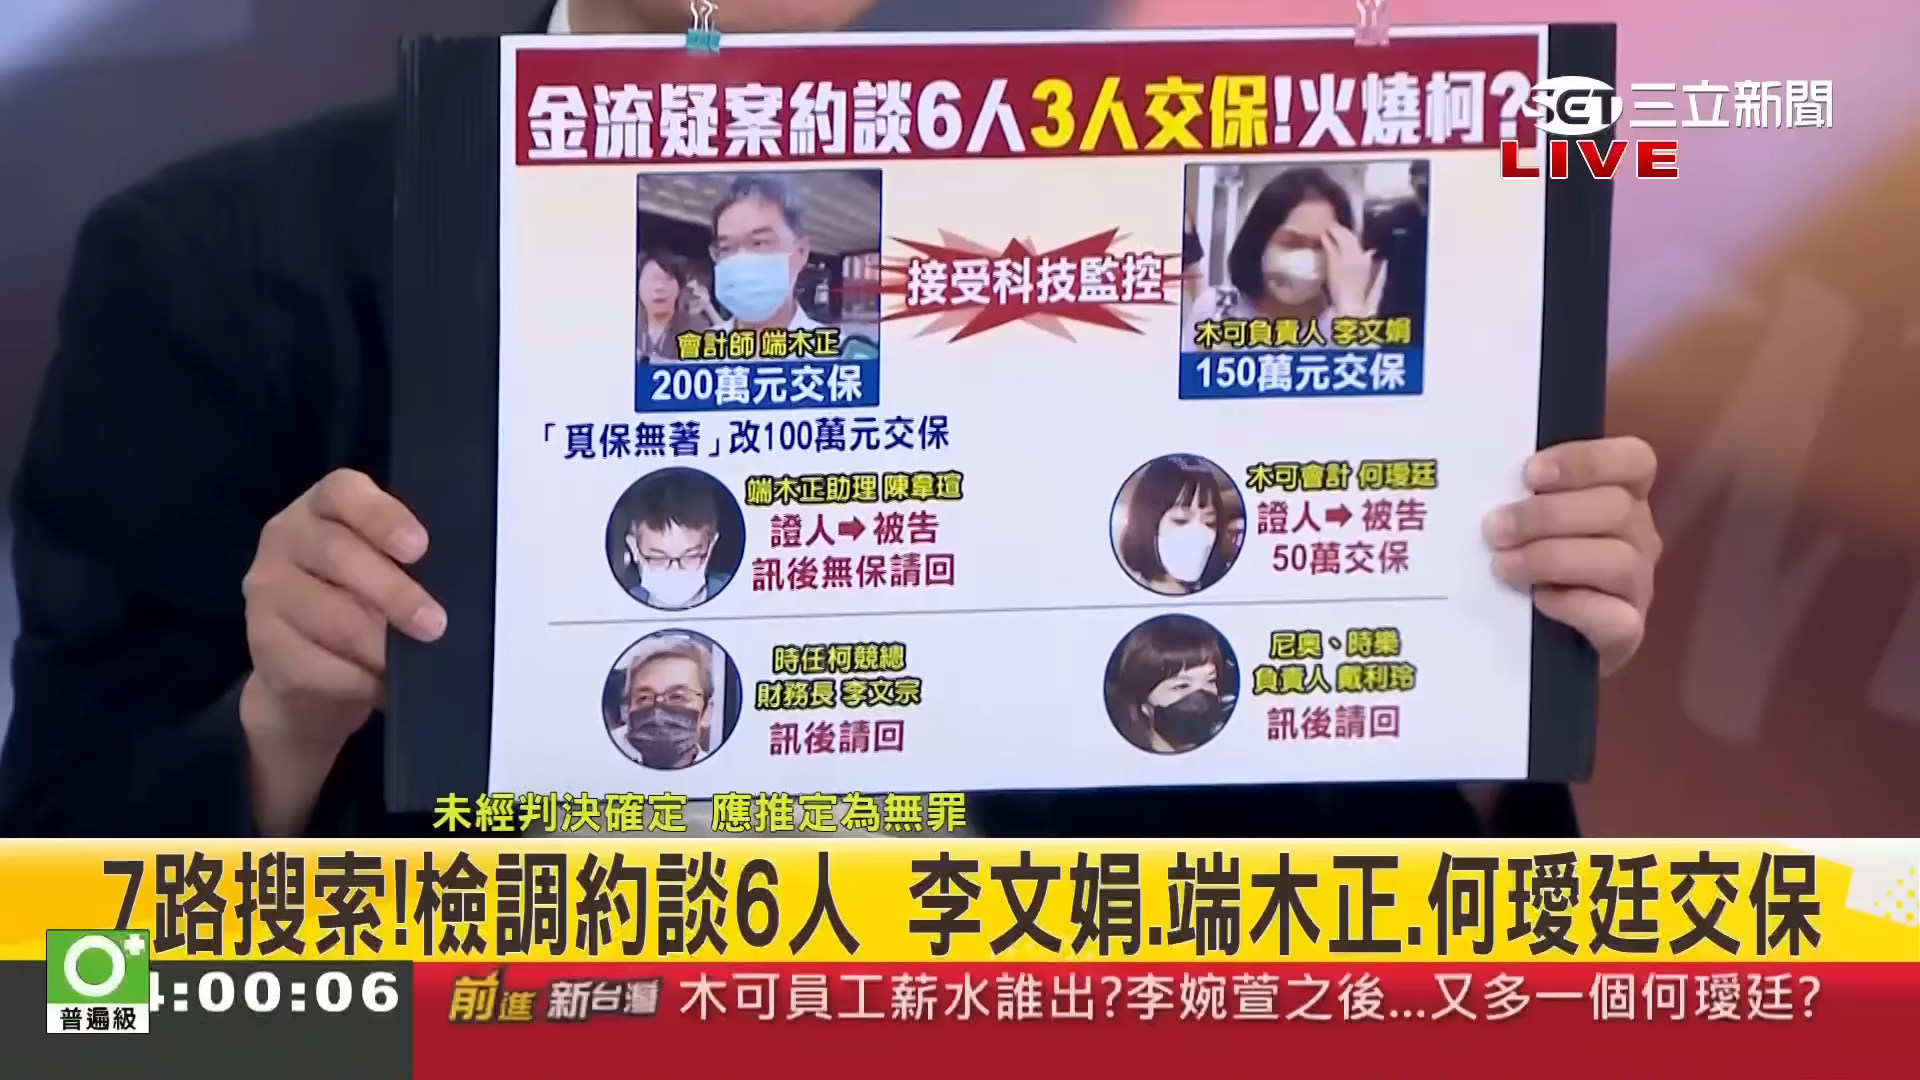 金流疑案約談6人3人交保!火燒柯?
SET三立新聞
LIVE
接受科技監控
會計師 端木正
200萬元交保
木可負責人 李文娟
150萬元交保
「覓保無著」改100萬元交保
端木正助理 陳韋瑄
證人➡被告
訊後無保請回
木可會計 何璦廷
證人➡被告
50萬交保
時任柯競總
財務長 李文宗
訊後請回
尼奧、時樂
負責人 戴利玲
訊後請回
未經判決確定 應推定為無罪
7路搜索!檢調約談6人 李文娟.端木正.何璦廷交保
普遍級
4:00:06
前進新台灣
木可員工薪水誰出?李婉萱之後...又多一個何璦廷?